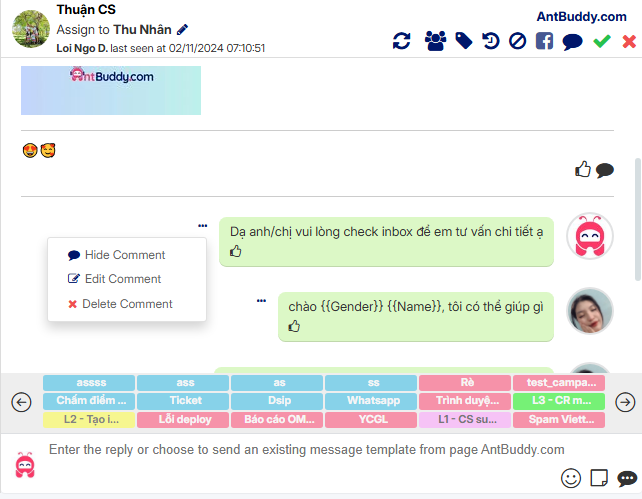 Thuận CS
AntBuddy.com
Assign to Thu Nhân
Loi Ngo D. last seen at 02/11/2024 07:10:51
AntBuddy.com
Dạ anh/chị vui lòng check inbox để em tư vấn chi tiết ạ
Hide Comment
Edit Comment
Delete Comment
chào {{Gender}} {{Name}}, tôi có thể giúp gì
assss ass as ss Rè test_campa...
Chấm điểm ... Ticket Dsip Whatsapp Trình duyệ... L3 - CR m...
L2 - Tạo i... Lỗi deploy Báo cáo OM... YCGL L1 - CS su... Spam Viett...
Enter the reply or choose to send an existing message template from page AntBuddy.com